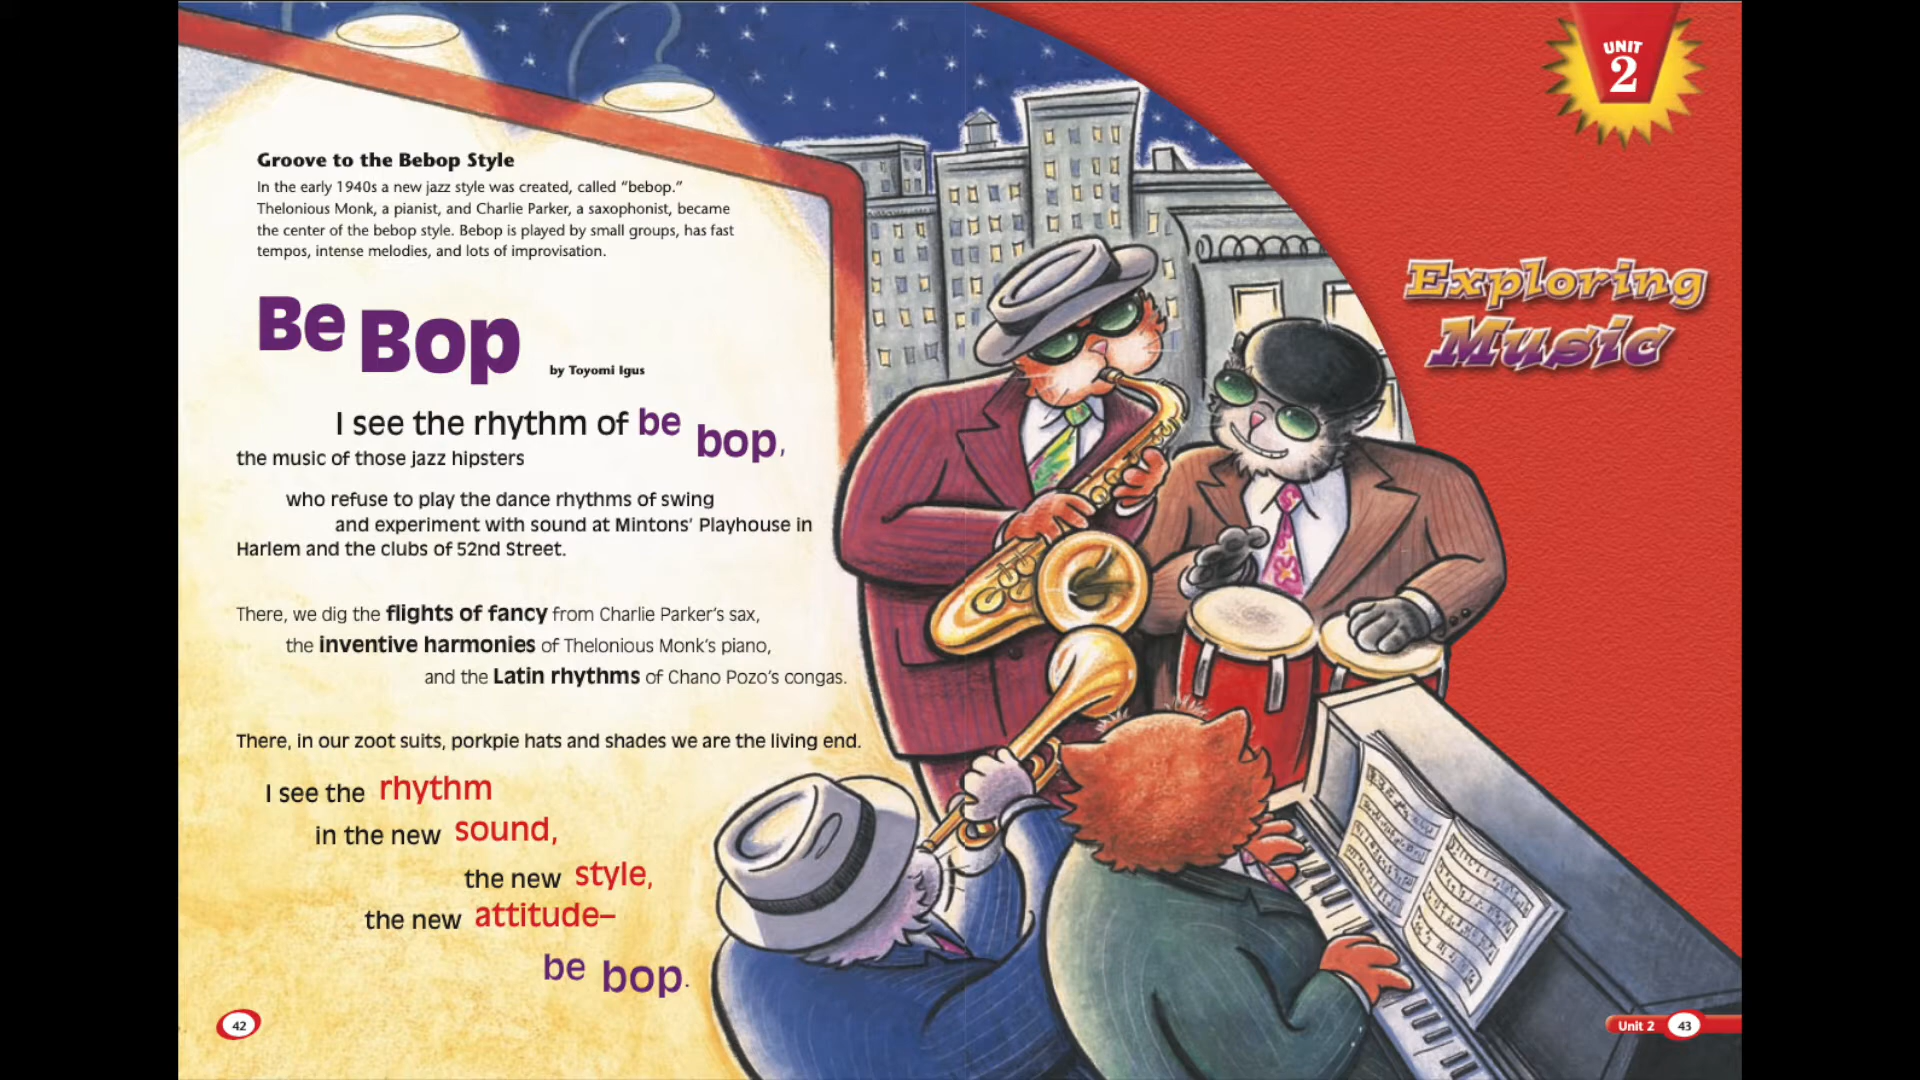 Groove to the Bebop Style
In the early 1940s a new jazz style was created, called “bebop.”
Thelonious Monk, a pianist, and Charlie Parker, a saxophonist, became
the center of the bebop style. Bebop is played by small groups, has fast
tempos, intense melodies, and lots of improvisation.
Be Bop
by Toyomi Igus
I see the rhythm of be bop,
the music of those jazz hipsters
who refuse to play the dance rhythms of swing
and experiment with sound at Mintons’ Playhouse in
Harlem and the clubs of 52nd Street.
There, we dig the flights of fancy from Charlie Parker’s sax,
the inventive harmonies of Thelonious Monk’s piano,
and the Latin rhythms of Chano Pozo’s congas.
There, in our zoot suits, porkpie hats and shades we are the living end.
I see the rhythm
in the new sound,
the new style,
the new attitude–
be bop.
42
UNIT
2
Exploring
Music
Unit 2 43